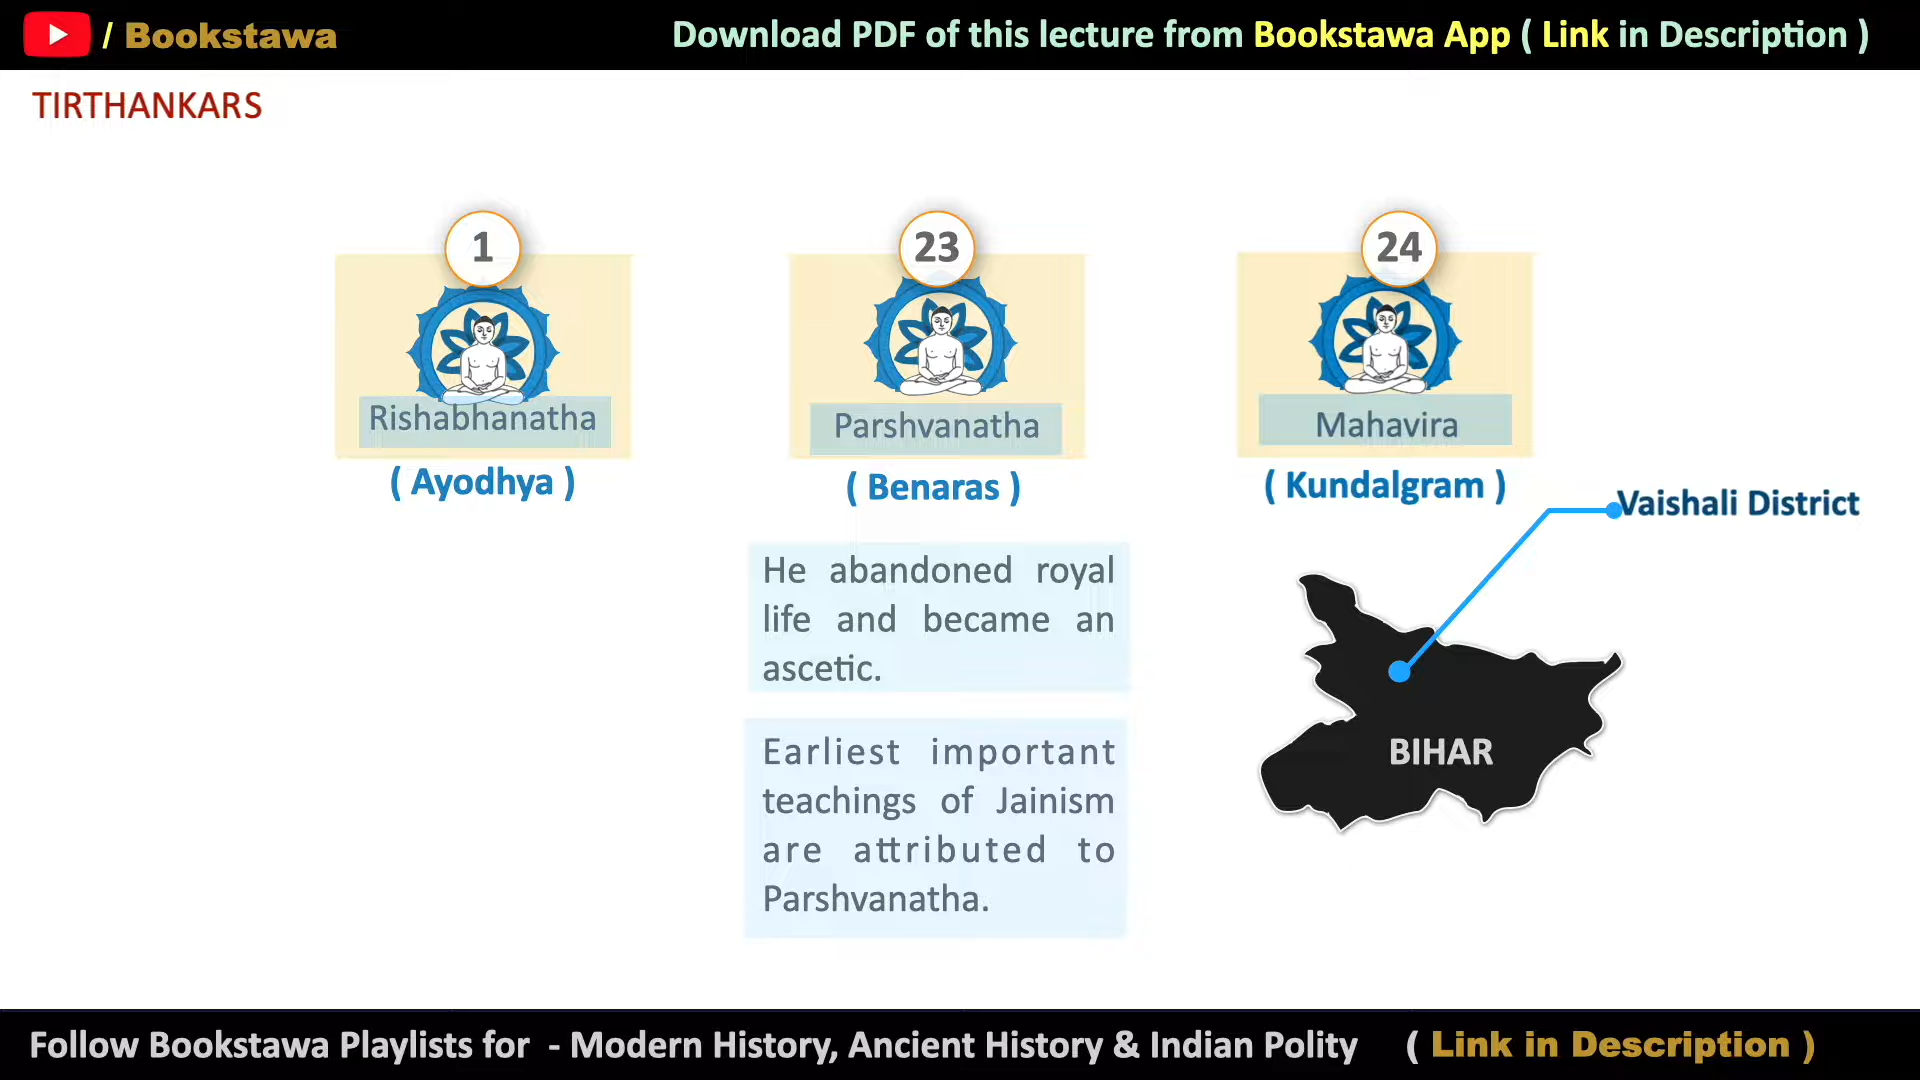 / Bookstawa
Download PDF of this lecture from Bookstawa App ( Link in Description )
TIRTHANKARS
1
Rishabhanatha
( Ayodhya )
23
Parshvanatha
( Benaras )
He abandoned royal
life and became an
ascetic.
Earliest important
teachings of Jainism
are attributed to
Parshvanatha.
24
Mahavira
( Kundalgram )
Vaishali District
BIHAR
Follow Bookstawa Playlists for - Modern History, Ancient History & Indian Polity ( Link in Description )